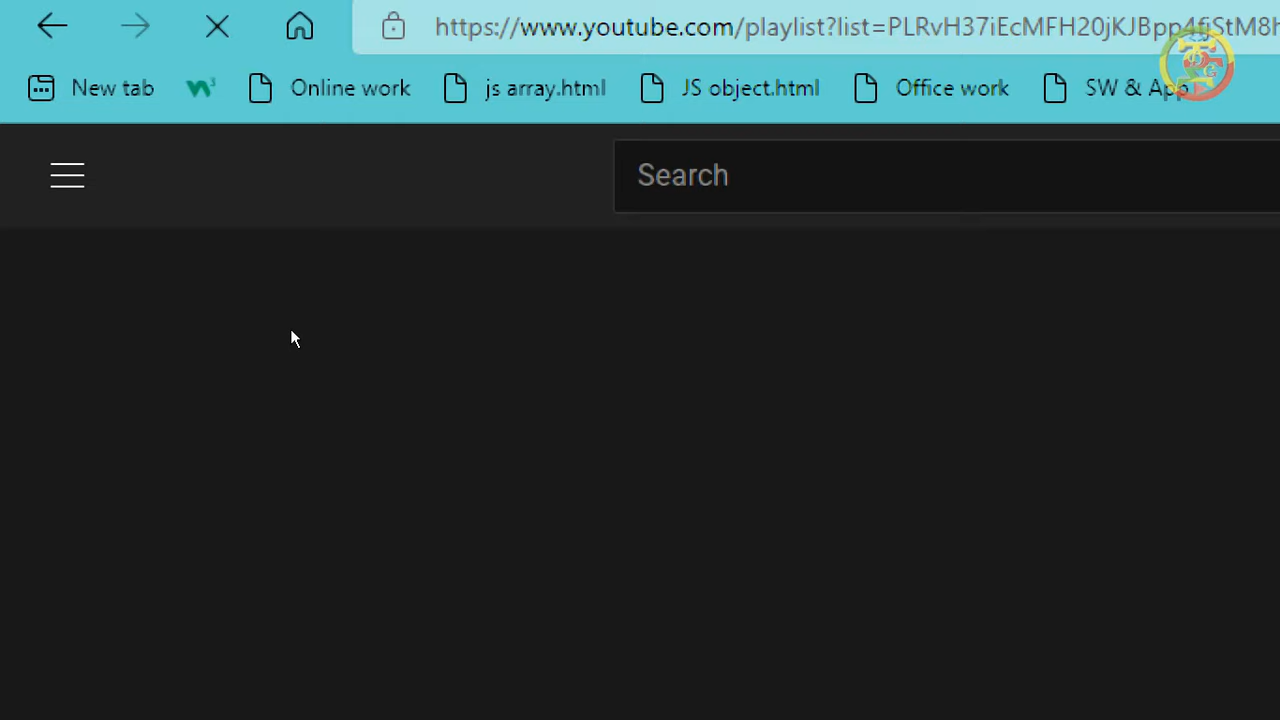 https://www.youtube.com/playlist?list=PLRvH37iEcMFH20jKJBpp4fjStM8h
New tab
Online work
js array.html
JS object.html
Office work
SW & App
Search